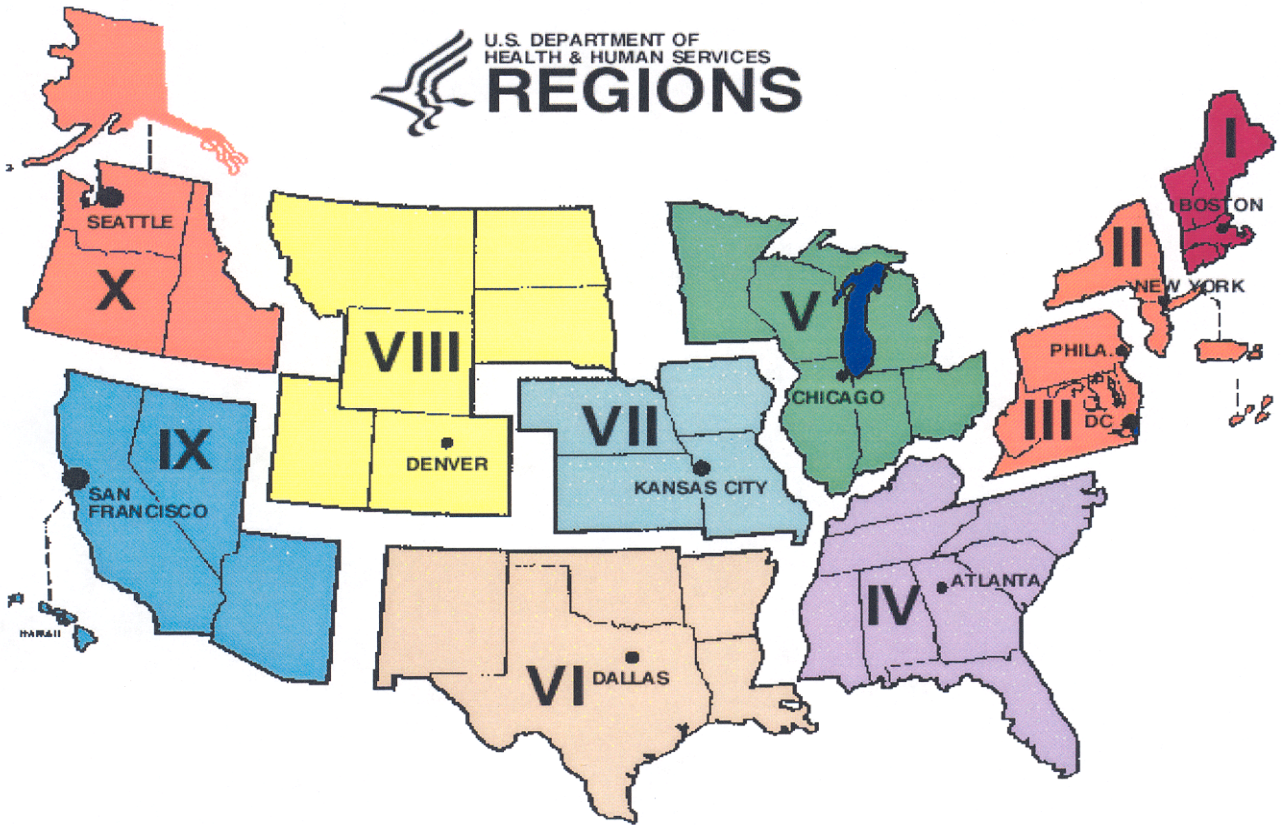 U.S. DEPARTMENT OF
HEALTH & HUMAN SERVICES
REGIONS
I
BOSTON
II
NEW YORK
SEATTLE
X
V
CHICAGO
VIII
DENVER
PHILA.
III
DC
VII
KANSAS CITY
IX
SAN
FRANCISCO
HAWAII
IV
ATLANTA
VI
DALLAS